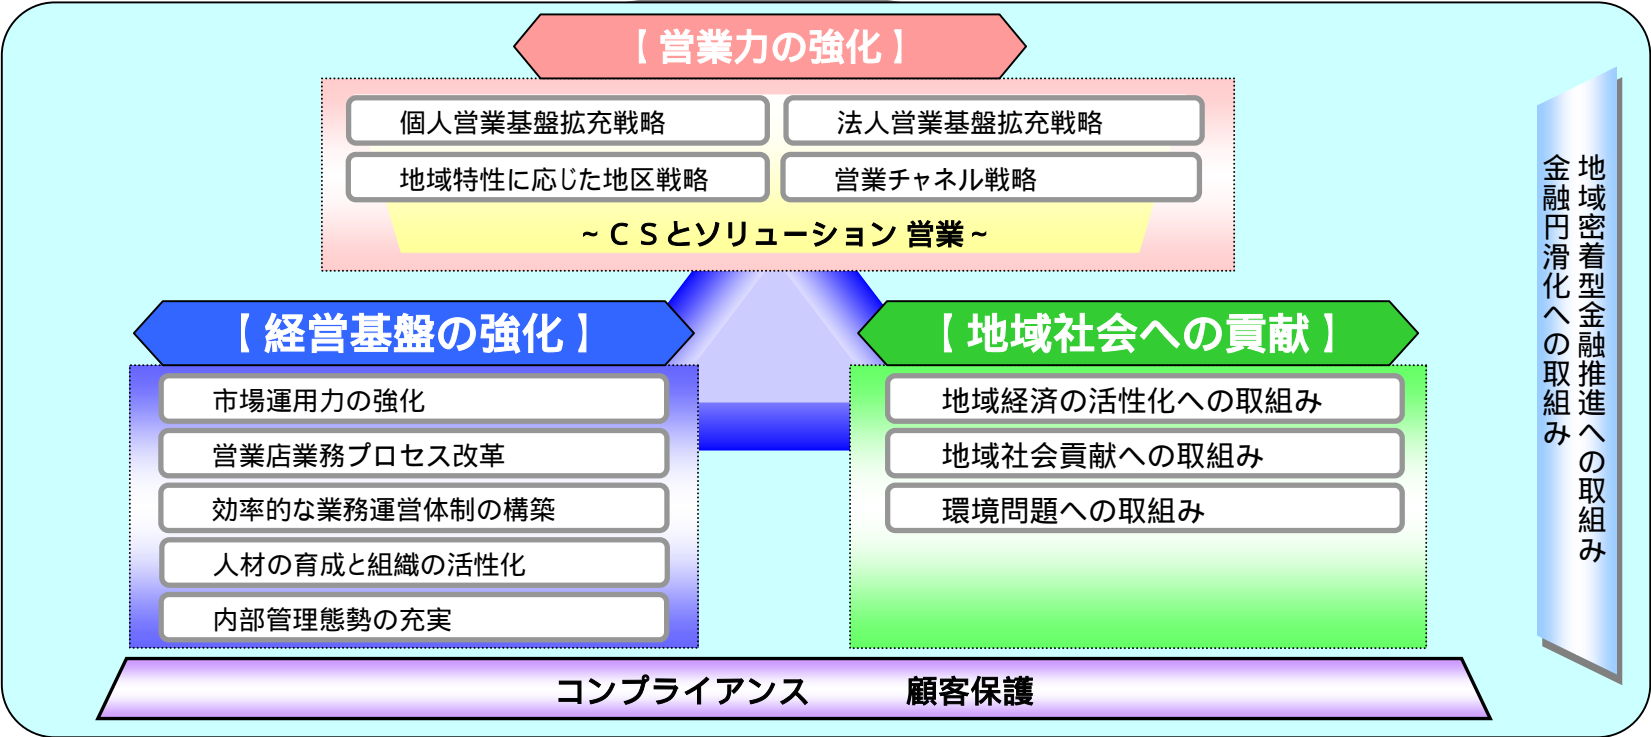 【営業力の強化】
個人営業基盤拡充戦略
法人営業基盤拡充戦略
地域特性に応じた地区戦略
営業チャネル戦略
~ＣＳとソリューション営業~
【経営基盤の強化】
市場運用力の強化
営業店業務プロセス改革
効率的な業務運営体制の構築
人材の育成と組織の活性化
内部管理態勢の充実
【地域社会への貢献】
地域経済の活性化への取組み
地域社会貢献への取組み
環境問題への取組み
地域密着型金融推進への取組み
金融円滑化への取組み
コンプライアンス 顧客保護